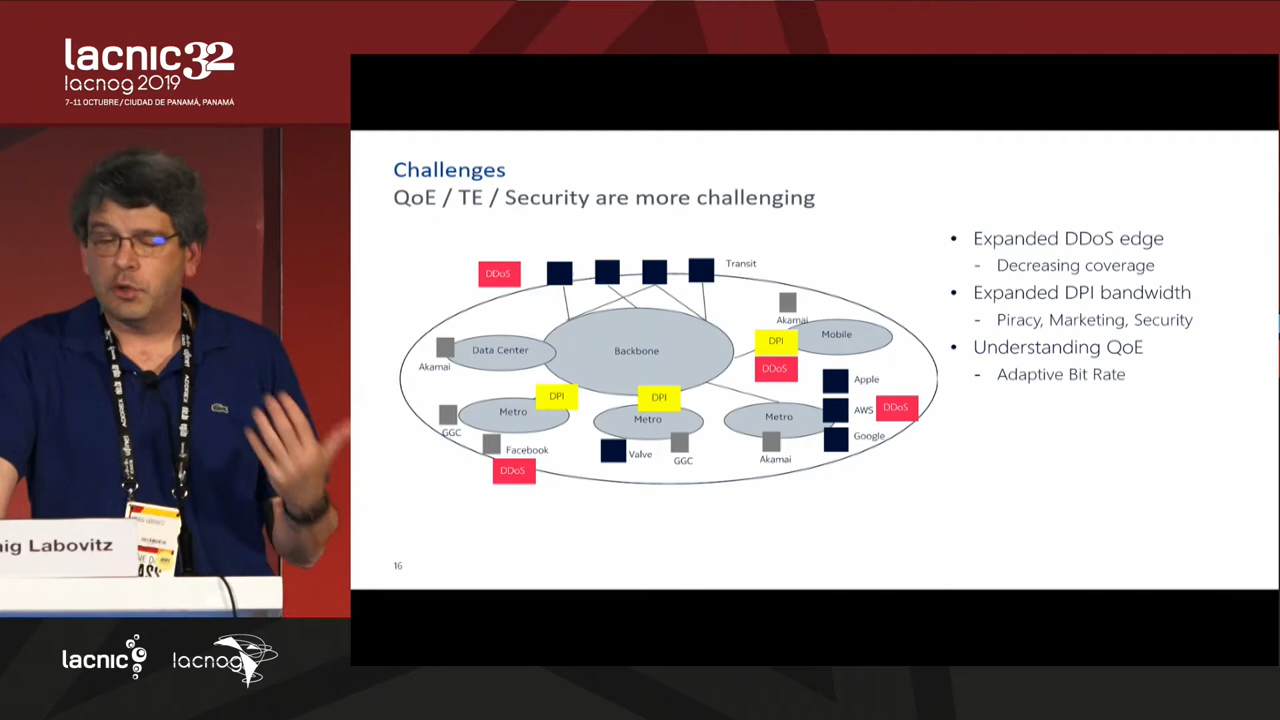 lacnic32
lacnog 2019
7-11 OCTUBRE / CIUDAD DE PANAMÁ, PANAMÁ
Challenges
QoE / TE / Security are more challenging
DDoS
Transit
Akamai
Mobile
DPI
DDoS
Data Center
Akamai
Backbone
Apple
AWS
DDoS
Google
DPI
DPI
Metro
GGC
Facebook
DDoS
Metro
Valve
GGC
Metro
Akamai
• Expanded DDoS edge
- Decreasing coverage
• Expanded DPI bandwidth
- Piracy, Marketing, Security
• Understanding QoE
- Adaptive Bit Rate
16
Labovitz
lacnic
lacnog